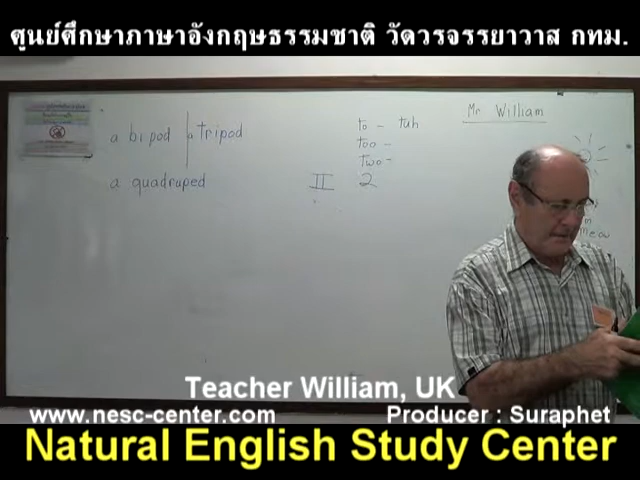 ศูนย์ศึกษาภาษาอังกฤษธรรมชาติ วัดวรจรรยาวาส กทม.
Mr William
a bipod a tripod
to - tuh
too -
Two -
a quadruped
II 2
meow
Teacher William, UK
www.nesc-center.com
Producer : Suraphet
Natural English Study Center